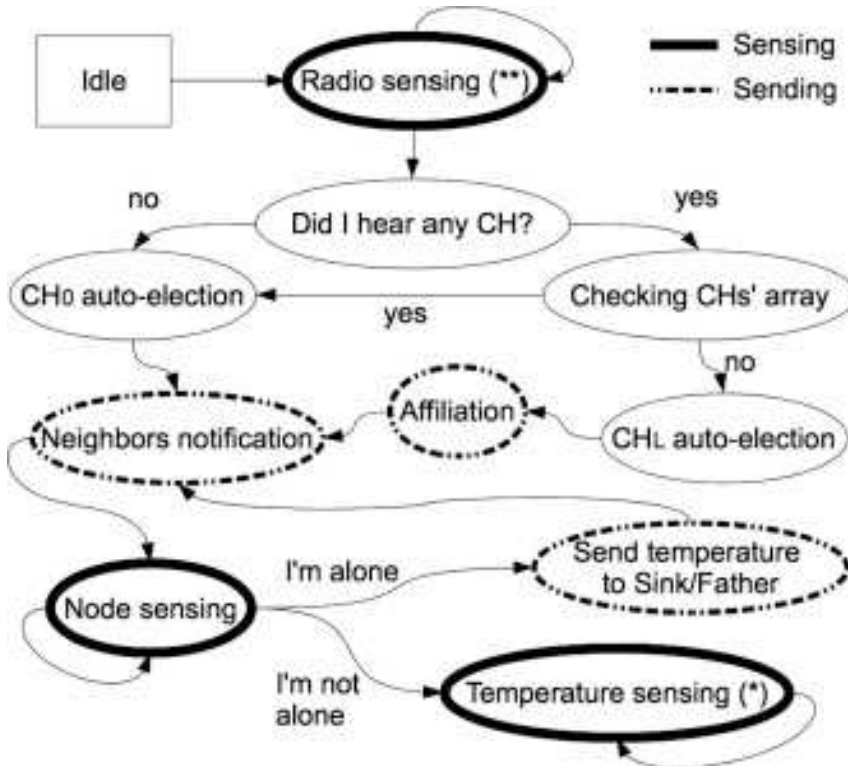 Idle
Radio sensing (**)
Sensing
Sending
no
Did I hear any CH?
yes
CH0 auto-election
yes
Checking CHs' array
no
Neighbors notification
Affiliation
CHL auto-election
I'm alone
Send temperature
to Sink/Father
Node sensing
I'm not
alone
Temperature sensing (*)